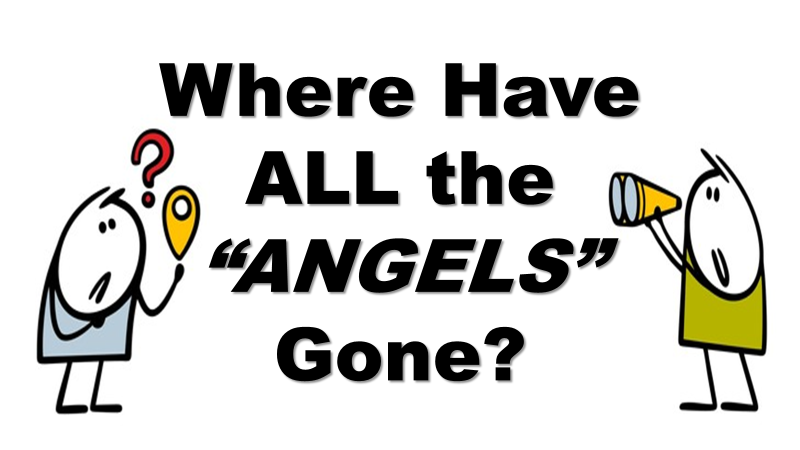 Where Have
ALL the
“ANGELS”
Gone?